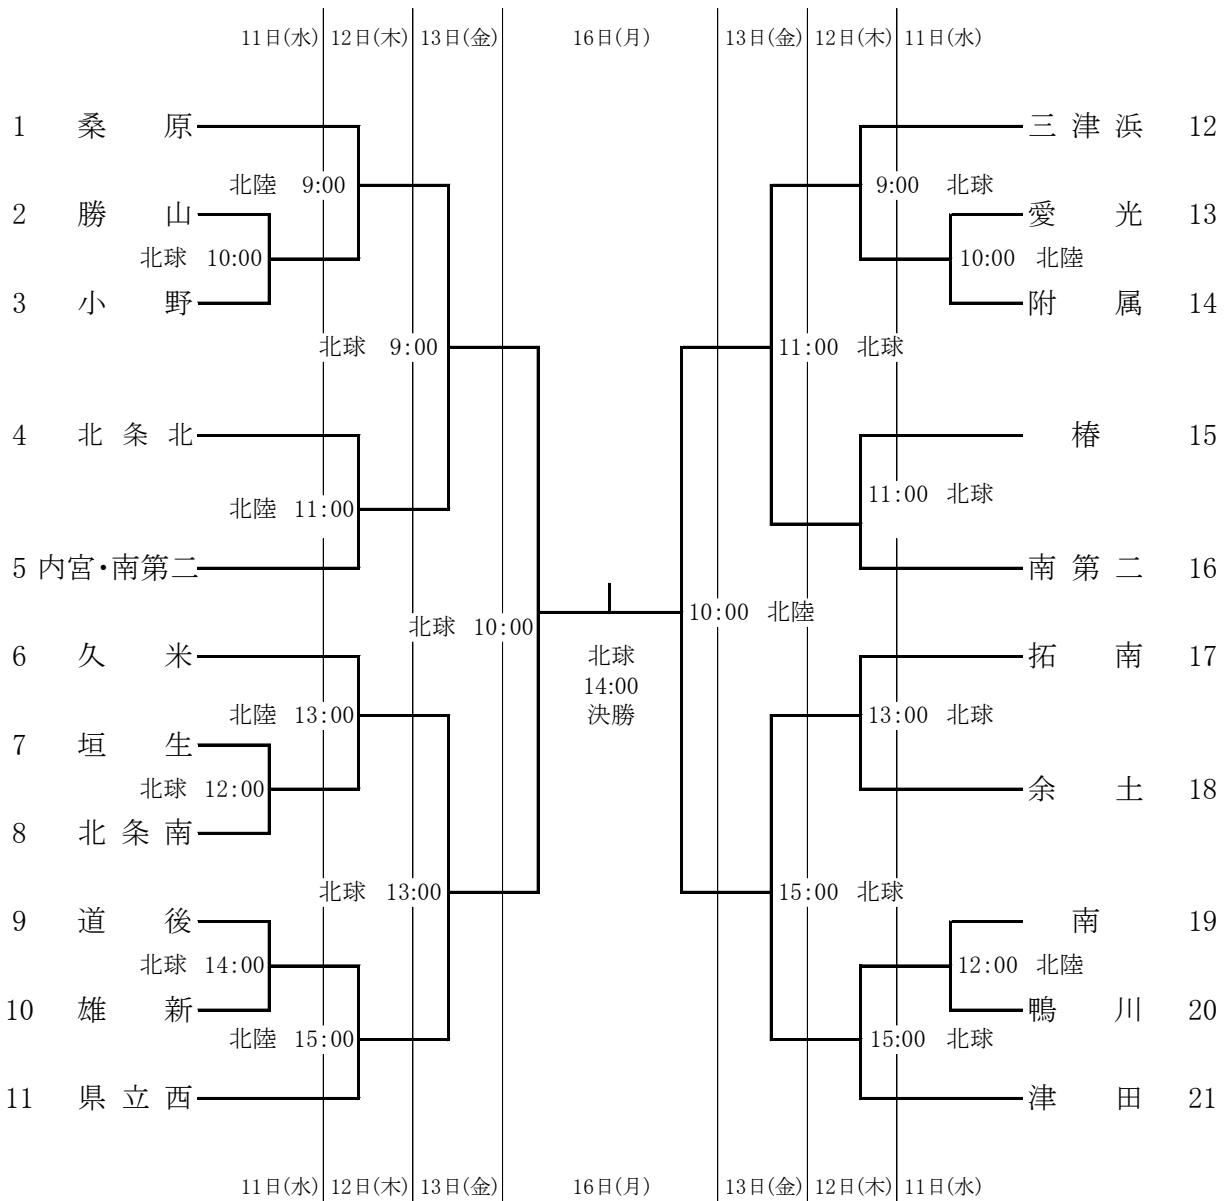 11日(水) 12日(木) 13日(金) 16日(月) 13日(金) 12日(木) 11日(水)
1 桑原 三津浜 12
北陸 9:00 9:00 北球
2 勝山 愛光 13
北球 10:00 10:00 北陸
3 小野 附属 14
北球 9:00 11:00 北球
4 北条北 椿 15
北陸 11:00 11:00 北球
5 内宮・南第二 南第二 16
北球 10:00 10:00 北陸
6 久米 北球 拓南 17
14:00
北陸 13:00 決勝 13:00 北球
7 垣生
北球 12:00 余土 18
8 北条南
北球 13:00 15:00 北球
9 道後 南 19
北球 14:00 12:00 北陸
10 雄新 鴨川 20
北陸 15:00 15:00 北球
11 県立西 津田 21
11日(水) 12日(木) 13日(金) 16日(月) 13日(金) 12日(木) 11日(水)